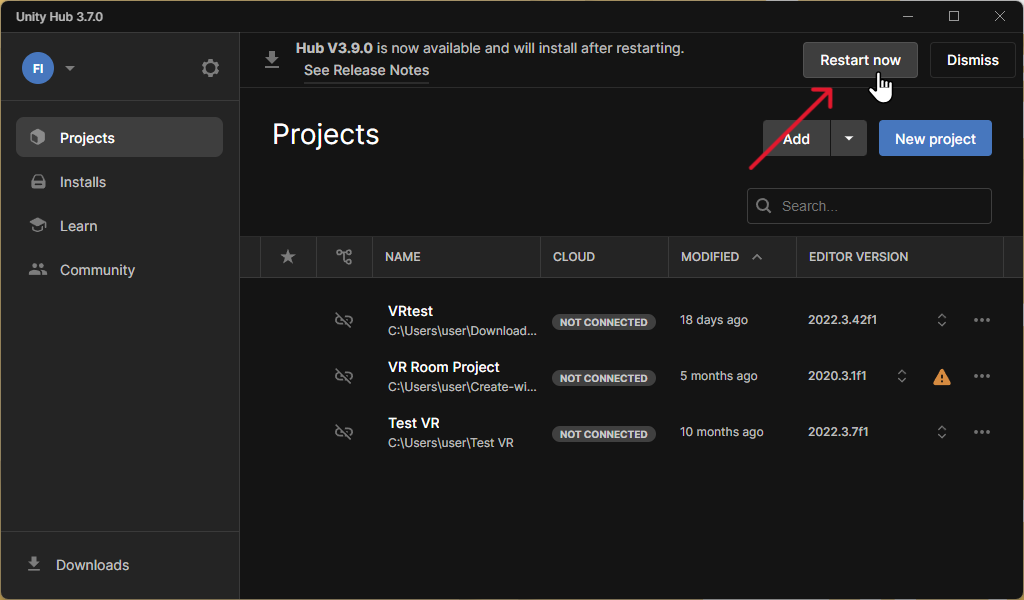 Unity Hub 3.7.0
FI
Hub V3.9.0 is now available and will install after restarting.
See Release Notes
Restart now
Dismiss
Projects
Installs
Learn
Community
Downloads
Projects
Add
New project
Search...
NAME CLOUD MODIFIED EDITOR VERSION
VRtest
C:\Users\user\Download...
NOT CONNECTED
18 days ago
2022.3.42f1
VR Room Project
C:\Users\user\Create-wi...
NOT CONNECTED
5 months ago
2020.3.1f1
Test VR
C:\Users\user\Test VR
NOT CONNECTED
10 months ago
2022.3.7f1